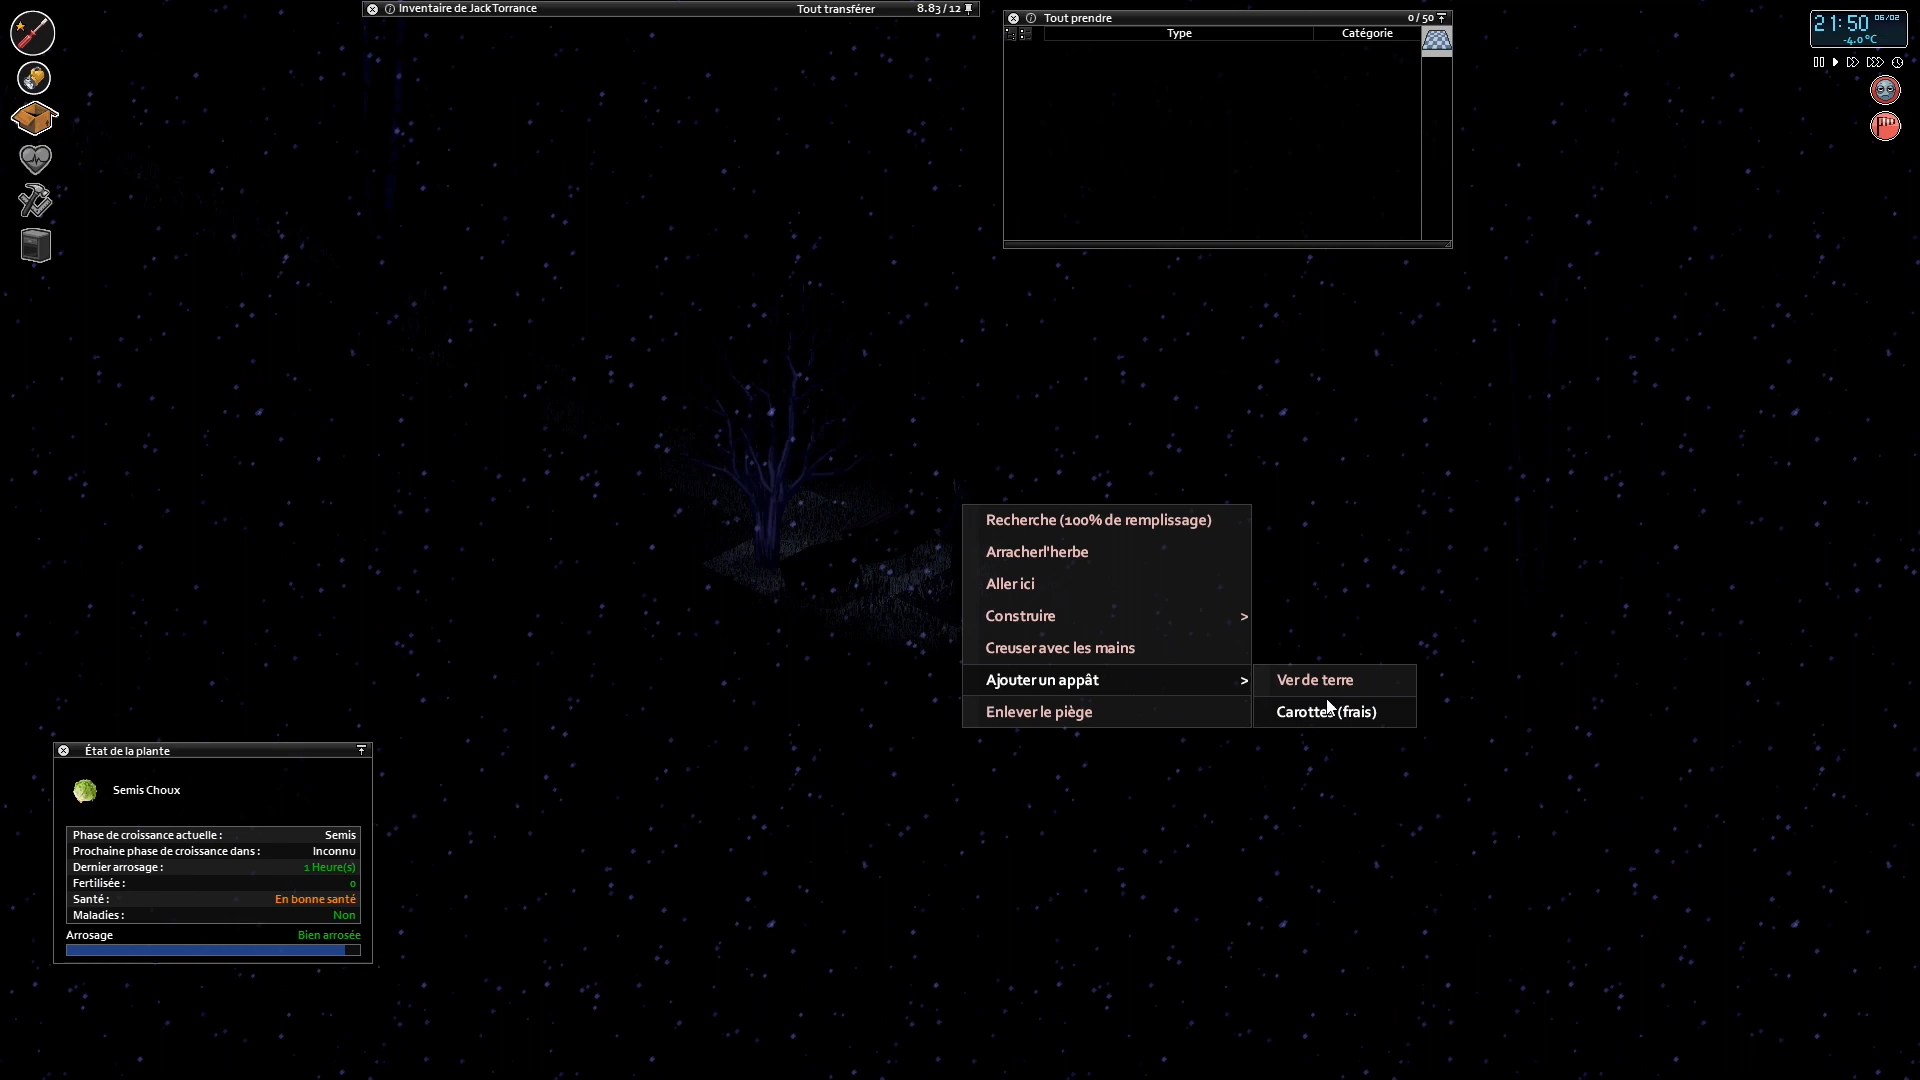 Inventaire de Jack Torrance Tout transférer 8.83 / 12
Tout prendre 0 / 50
Type Catégorie
21:50 06/02
-4.0 °C
Recherche (100% de remplissage)
Arracher l'herbe
Aller ici
Construire >
Creuser avec les mains
Ajouter un appât >
Enlever le piège
Ver de terre
Carottes (frais)
État de la plante
Semis Choux
Phase de croissance actuelle : Semis
Prochaine phase de croissance dans : Inconnu
Dernier arrosage : 1 Heure(s)
Fertilisée : 0
Santé : En bonne santé
Maladies : Non
Arrosage Bien arrosée